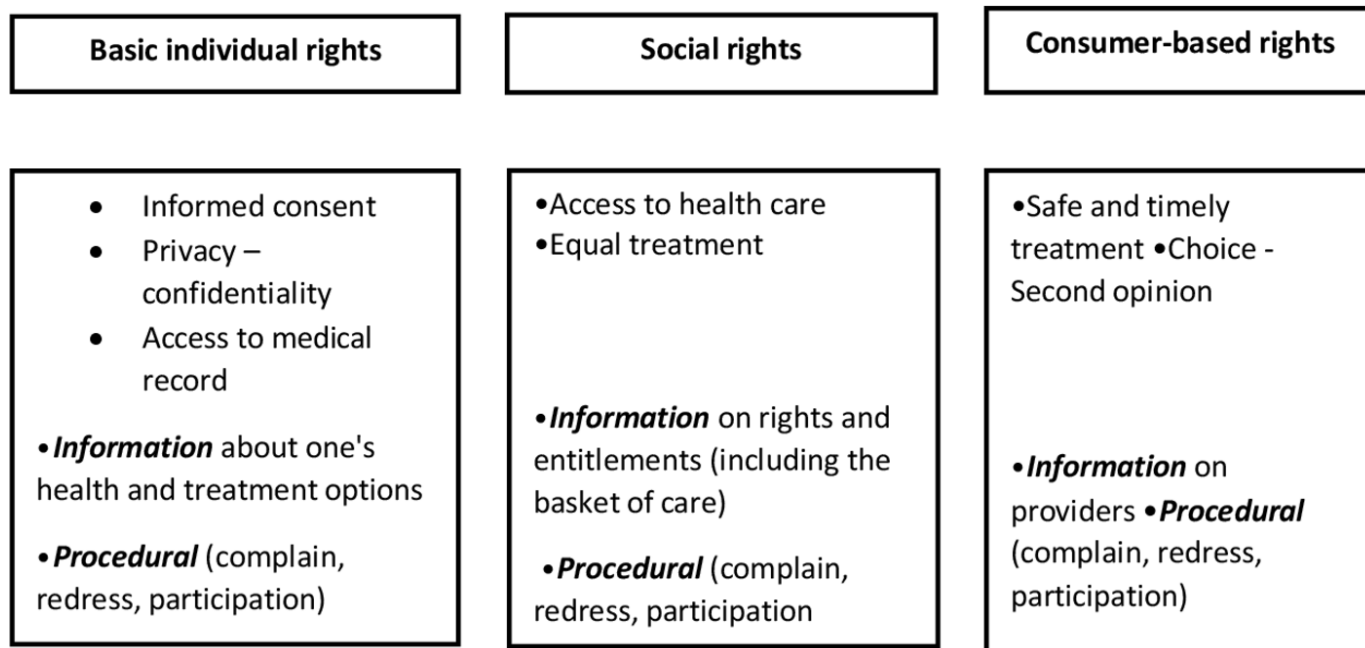 Basic individual rights
Social rights
Consumer-based rights
• Informed consent
• Privacy –
confidentiality
• Access to medical
record
•Information about one's
health and treatment options
•Procedural (complain,
redress, participation)
•Access to health care
•Equal treatment
•Information on rights and
entitlements (including the
basket of care)
•Procedural (complain,
redress, participation
•Safe and timely
treatment •Choice -
Second opinion
•Information on
providers •Procedural
(complain, redress,
participation)